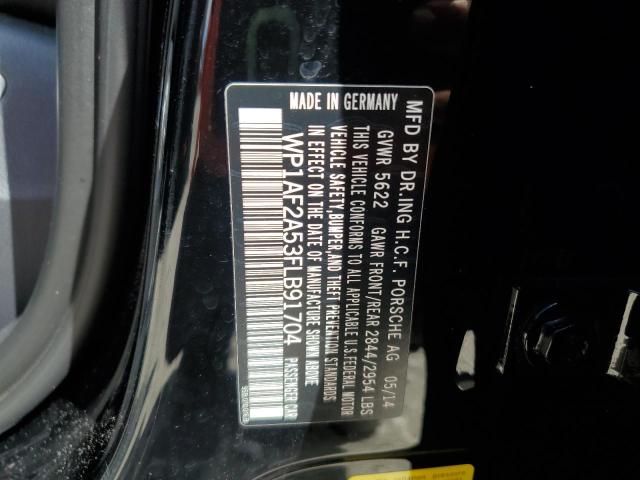 MFD BY DR.ING H.C.F. PORSCHE AG 05/14
GVWR 5622 GAWR FRONT/REAR 2844/2954 LBS
THIS VEHICLE CONFORMS TO ALL APPLICABLE U.S.FEDERAL MOTOR
VEHICLE SAFETY,BUMPER,AND THEFT PREVENTION STANDARDS
IN EFFECT ON THE DATE OF MANUFACTURE SHOWN ABOVE
WP1AF2A53FLB91704 PASSENGER CAR
MADE IN GERMANY